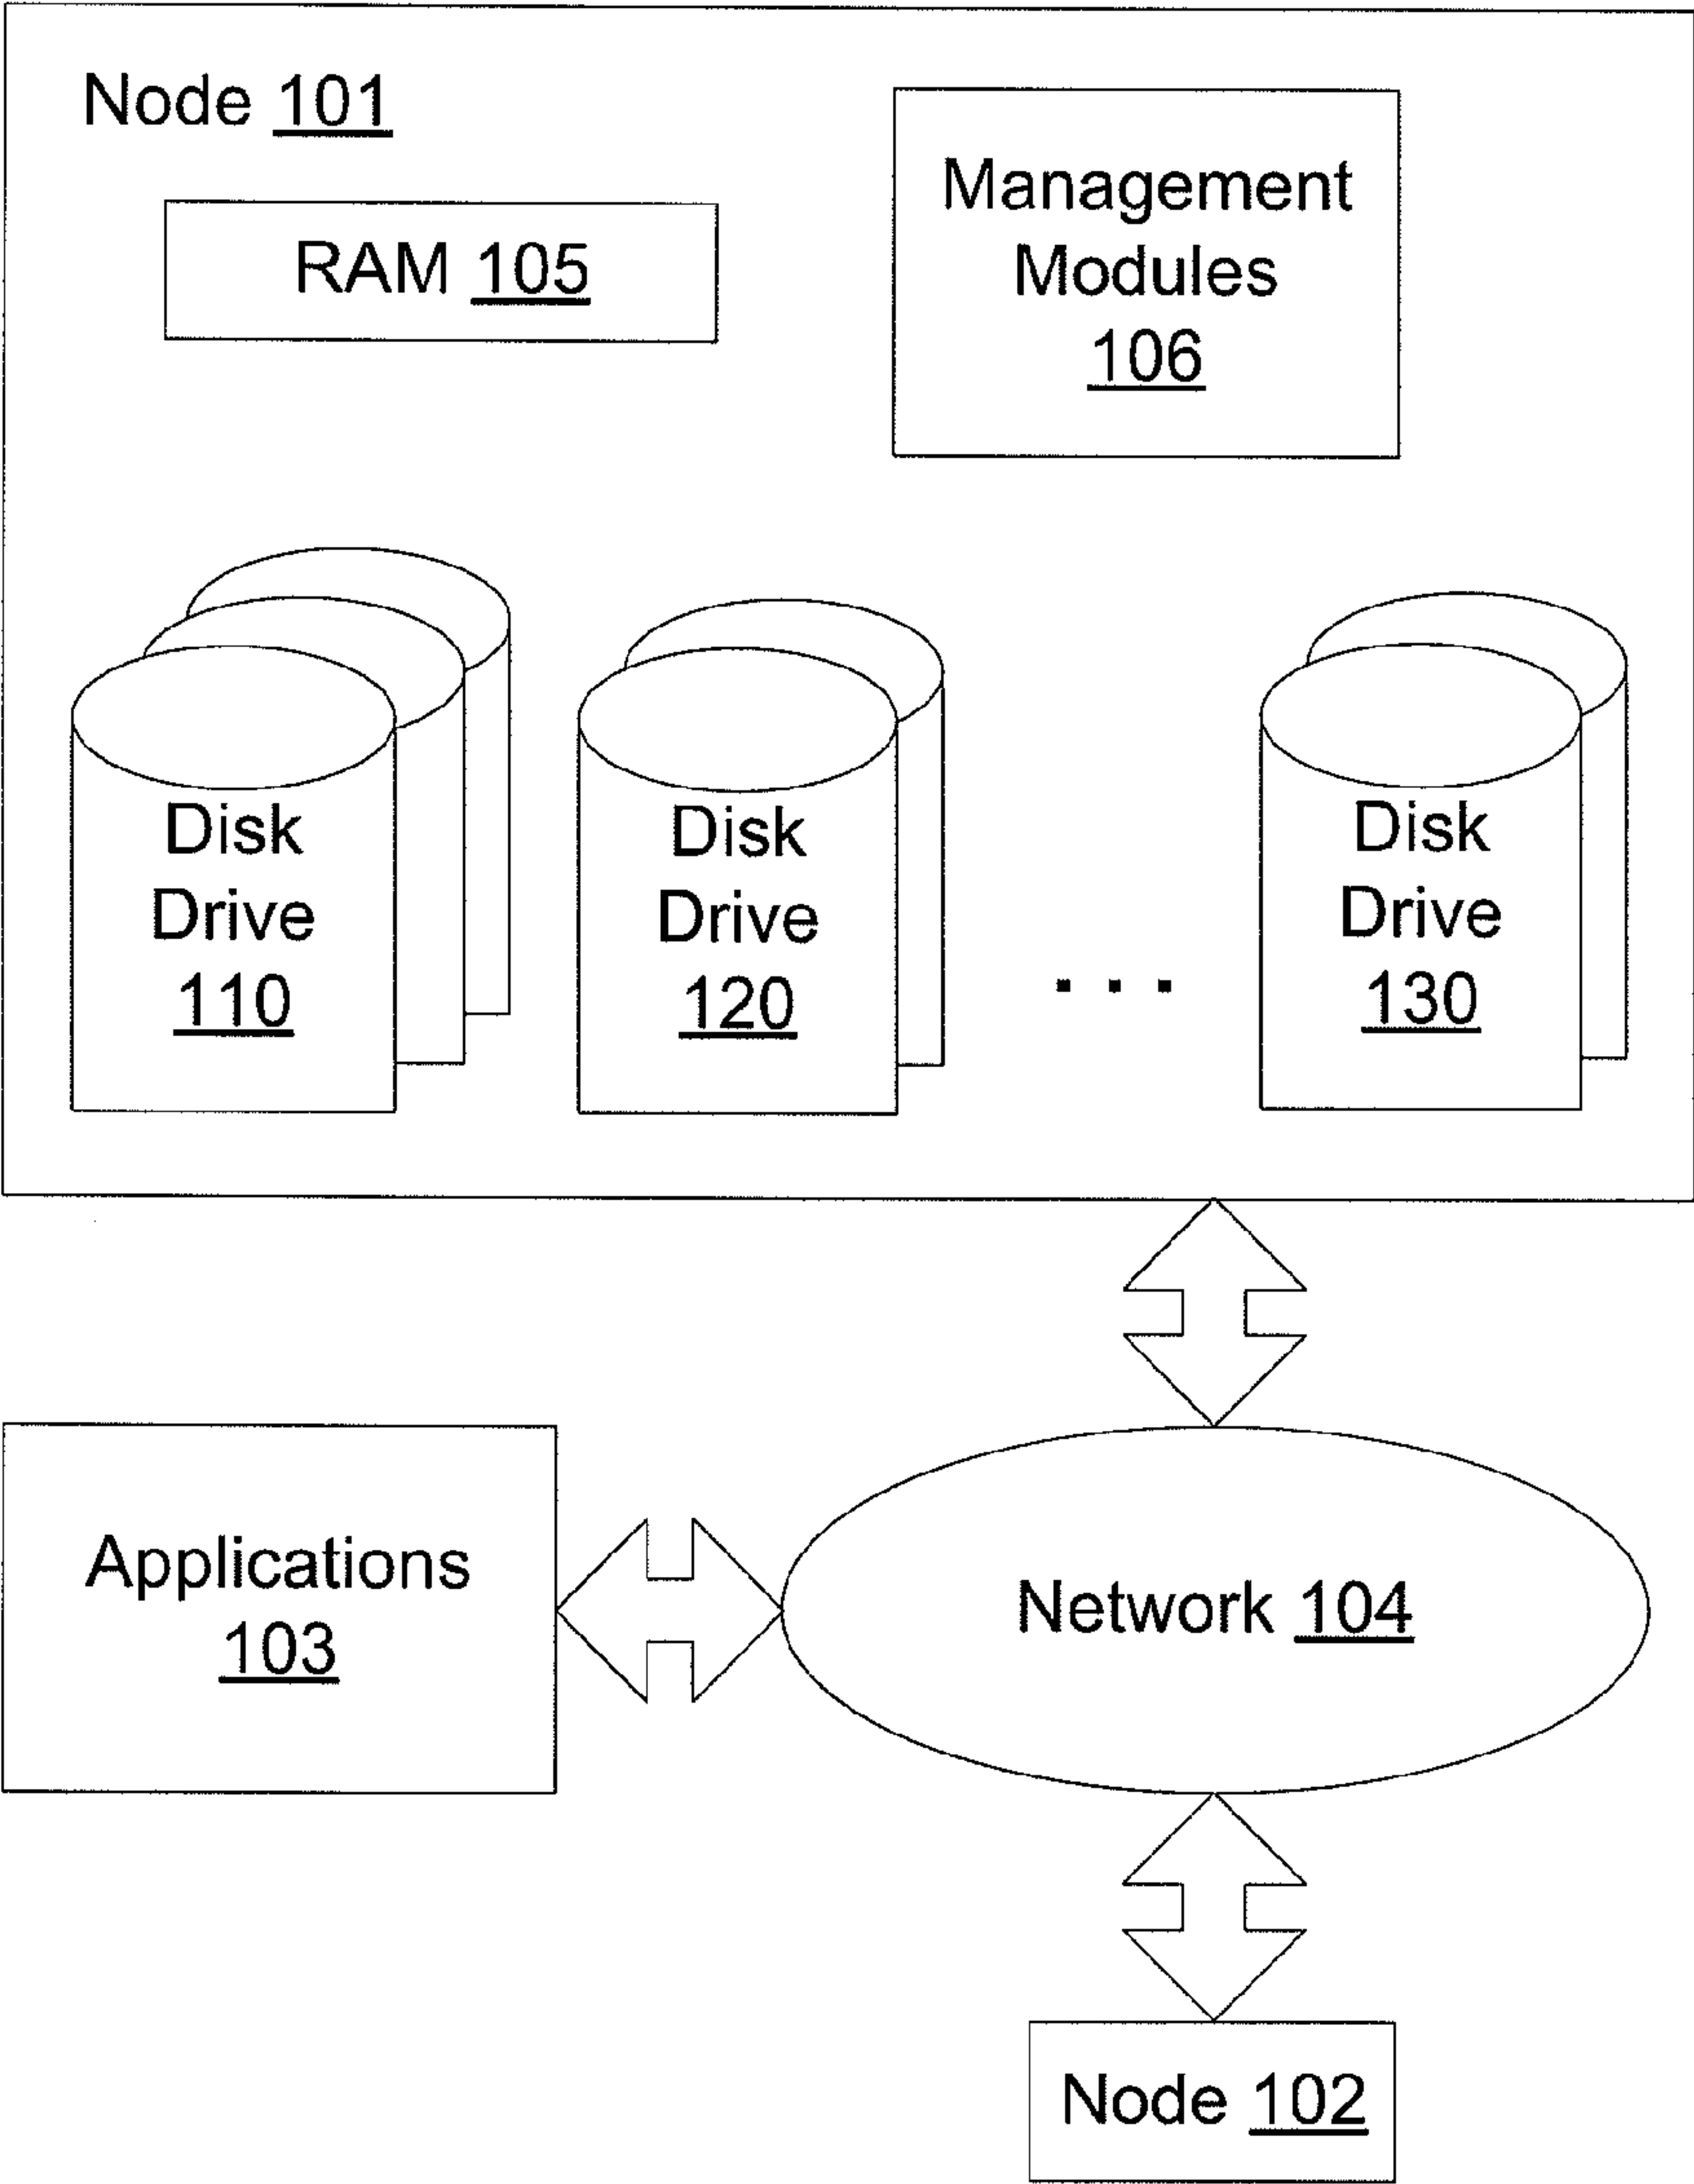 Node 101
RAM 105
Management
Modules
106
Disk
Drive
110
Disk
Drive
120
...
Disk
Drive
130
Applications
103
Network 104
Node 102